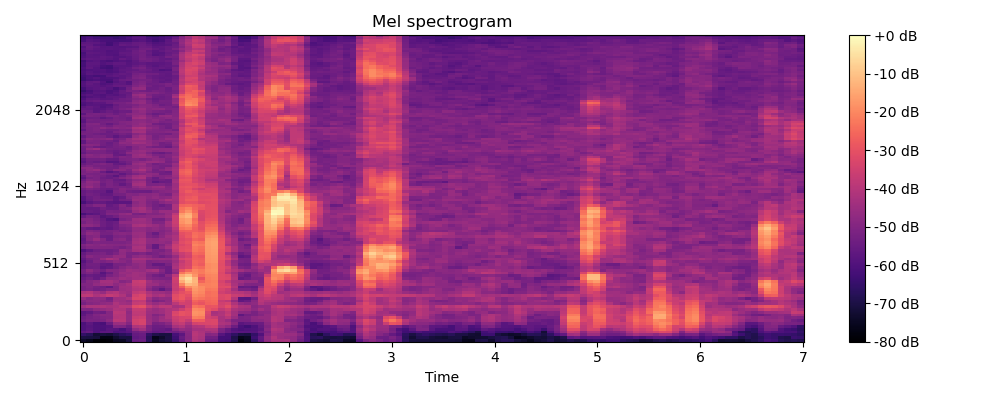 Mel spectrogram
+0 dB
2048
1024
512
0
Hz
-10 dB
-20 dB
-30 dB
-40 dB
-50 dB
-60 dB
-70 dB
-80 dB
0 1 2 3 4 5 6 7
Time